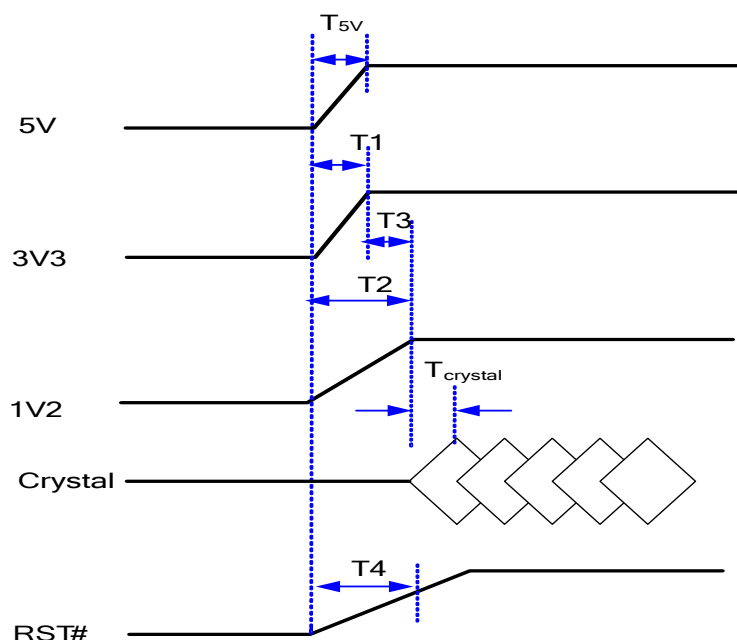 T5V
5V
T1
T3
3V3
T2
1V2
Tcrystal
Crystal
T4
RST#